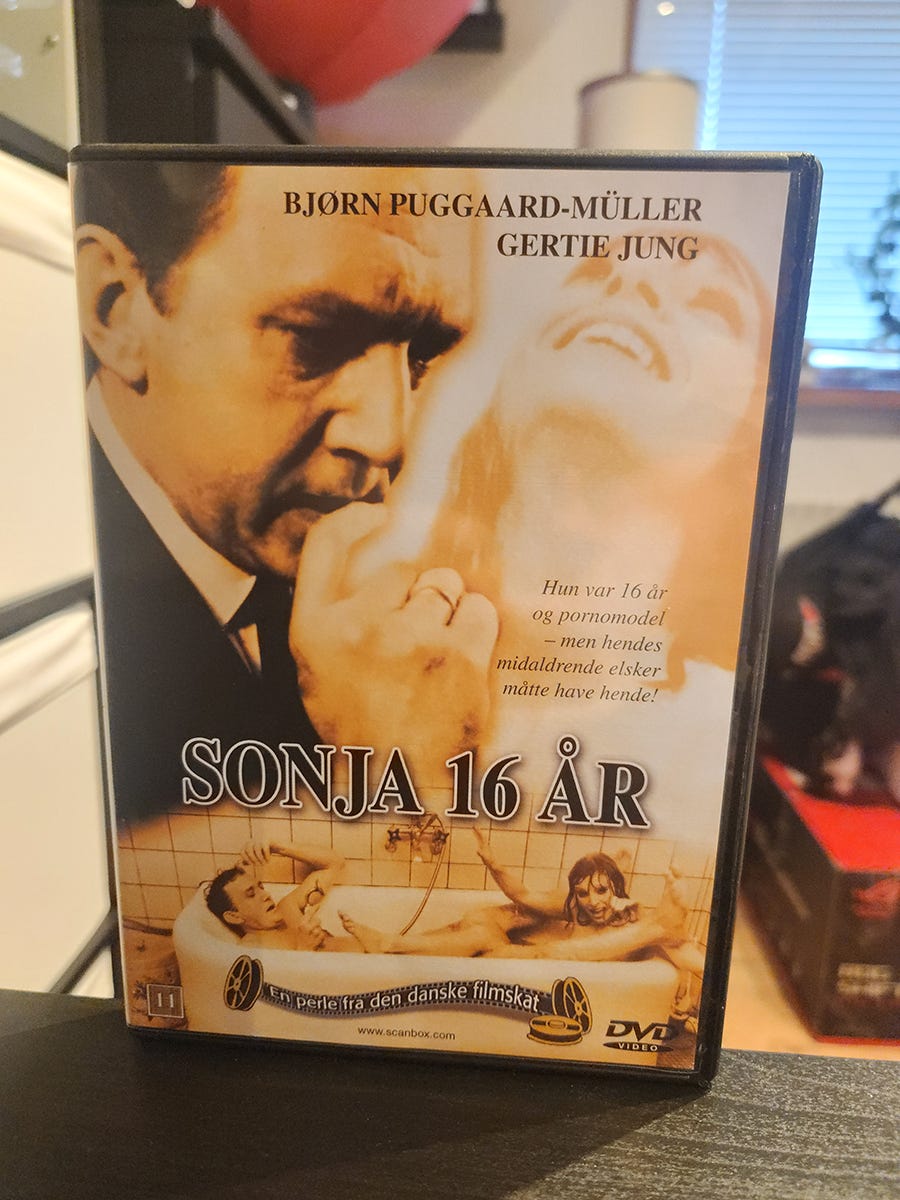 BJØRN PUGGAARD-MÜLLER
GERTIE JUNG
Hun var 16 år
og pornomodel
– men hendes
midaldrende elsker
måtte have hende!
SONJA 16 ÅR
En perle fra den danske filmskat
11
www.scanbox.com
DVD
VIDEO